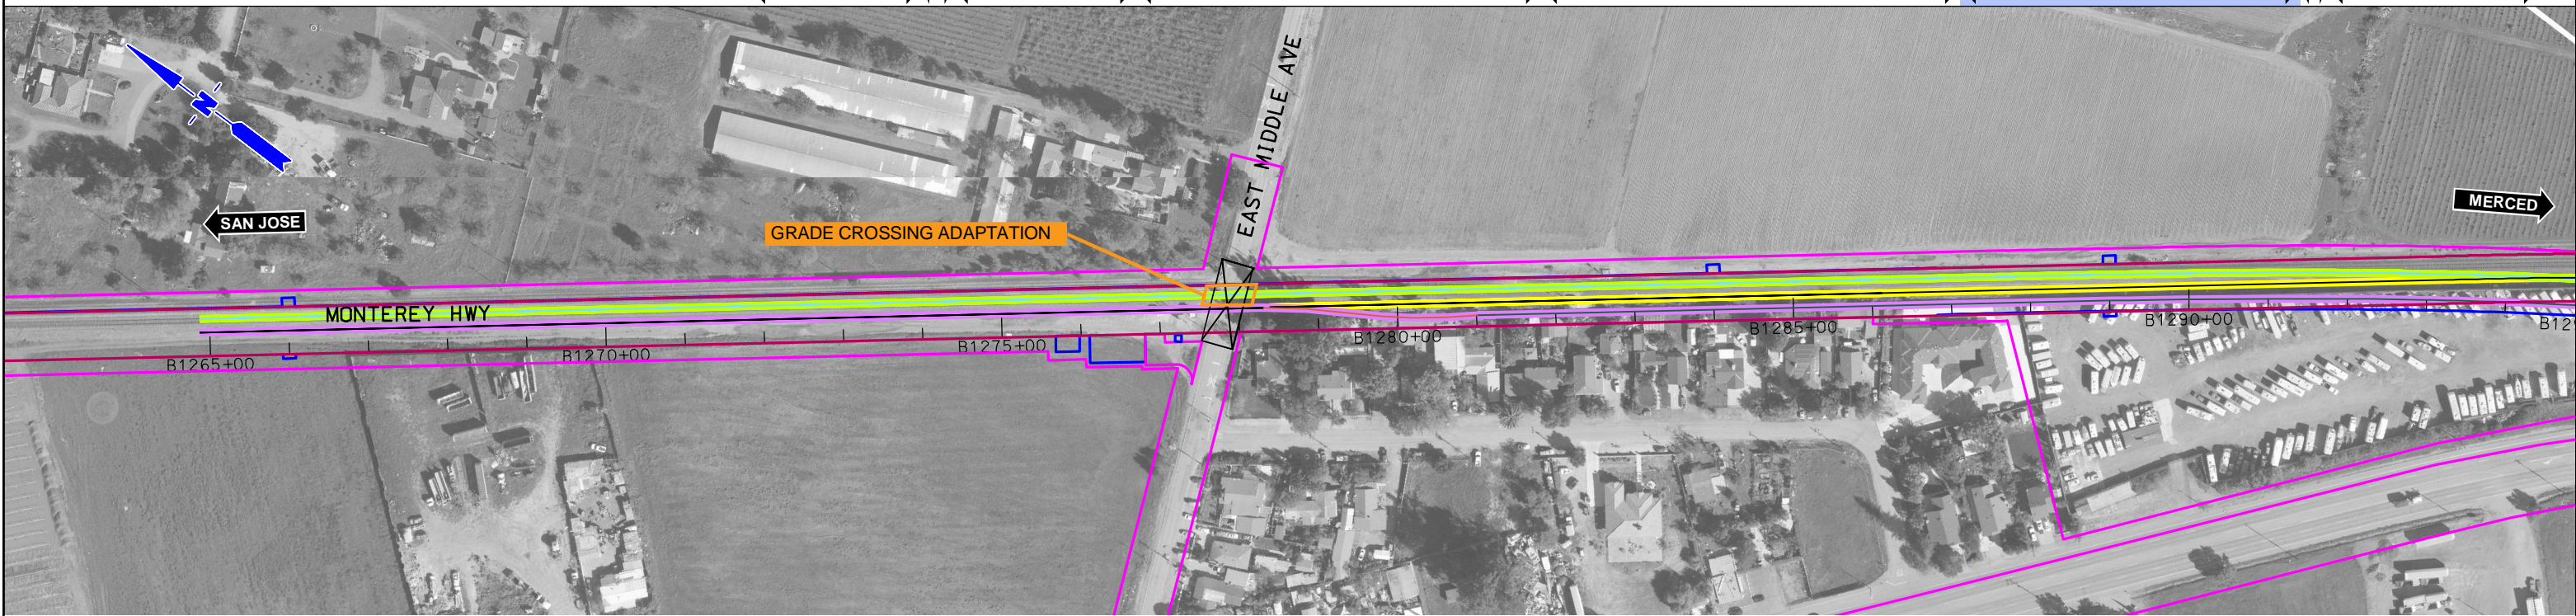 N
EAST MIDDLE AVE
SAN JOSE
MERCED
GRADE CROSSING ADAPTATION
MONTEREY HWY
B1265+00
B1270+00
B1275+00
B1280+00
B1285+00
B1290+00
B129